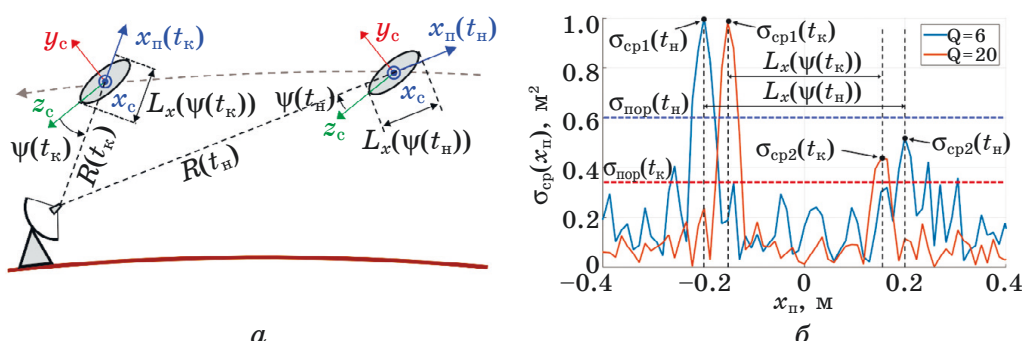 y_c
x_п(t_к)
x_c
z_c
L_x(ψ(t_к))
ψ(t_к)
R(t_к)
R(t_н)
y_c
x_п(t_н)
ψ(t_н)
x_c
z_c
L_x(ψ(t_н))
а
σ_ср(x_п), м²
1.0
0.8
0.6
0.4
0.2
0
−0.4
−0.2
0
0.2
0.4
x_п, м
σ_ср1(t_н)
σ_ср1(t_к)
L_x(ψ(t_к))
L_x(ψ(t_н))
σ_пор(t_н)
σ_ср2(t_к)
σ_ср2(t_н)
σ_пор(t_к)
Q=6
Q=20
б